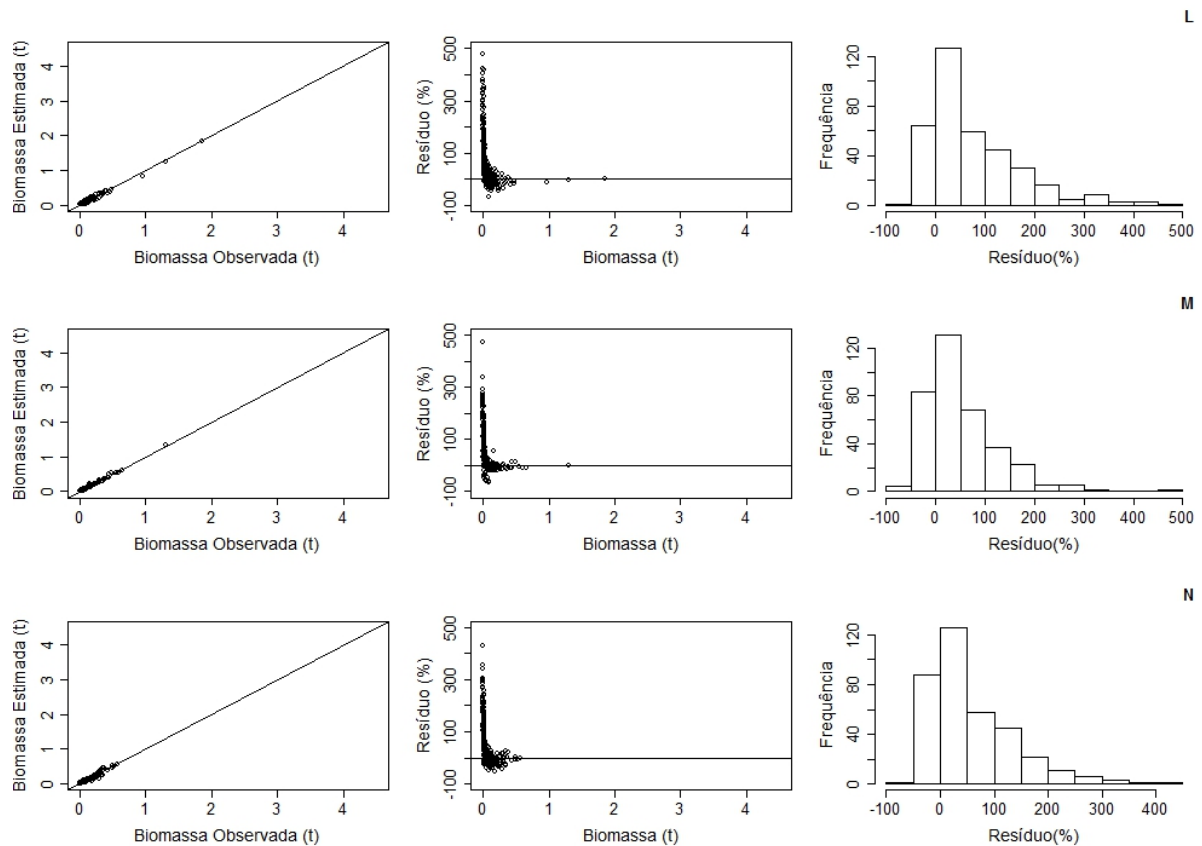 L
Biomassa Estimada (t)
4
3
2
1
0
0 1 2 3 4
Biomassa Observada (t)
Resíduo (%)
500
300
100
-100
0 1 2 3 4
Biomassa (t)
Frequência
120
80
40
0
-100 0 100 200 300 400 500
Resíduo(%)
M
Biomassa Estimada (t)
4
3
2
1
0
0 1 2 3 4
Biomassa Observada (t)
Resíduo (%)
500
300
100
-100
0 1 2 3 4
Biomassa (t)
Frequência
120
80
40
0
-100 0 100 200 300 400 500
Resíduo(%)
N
Biomassa Estimada (t)
4
3
2
1
0
0 1 2 3 4
Biomassa Observada (t)
Resíduo (%)
500
300
100
-100
0 1 2 3 4
Biomassa (t)
Frequência
120
80
40
0
-100 0 100 200 300 400
Resíduo(%)